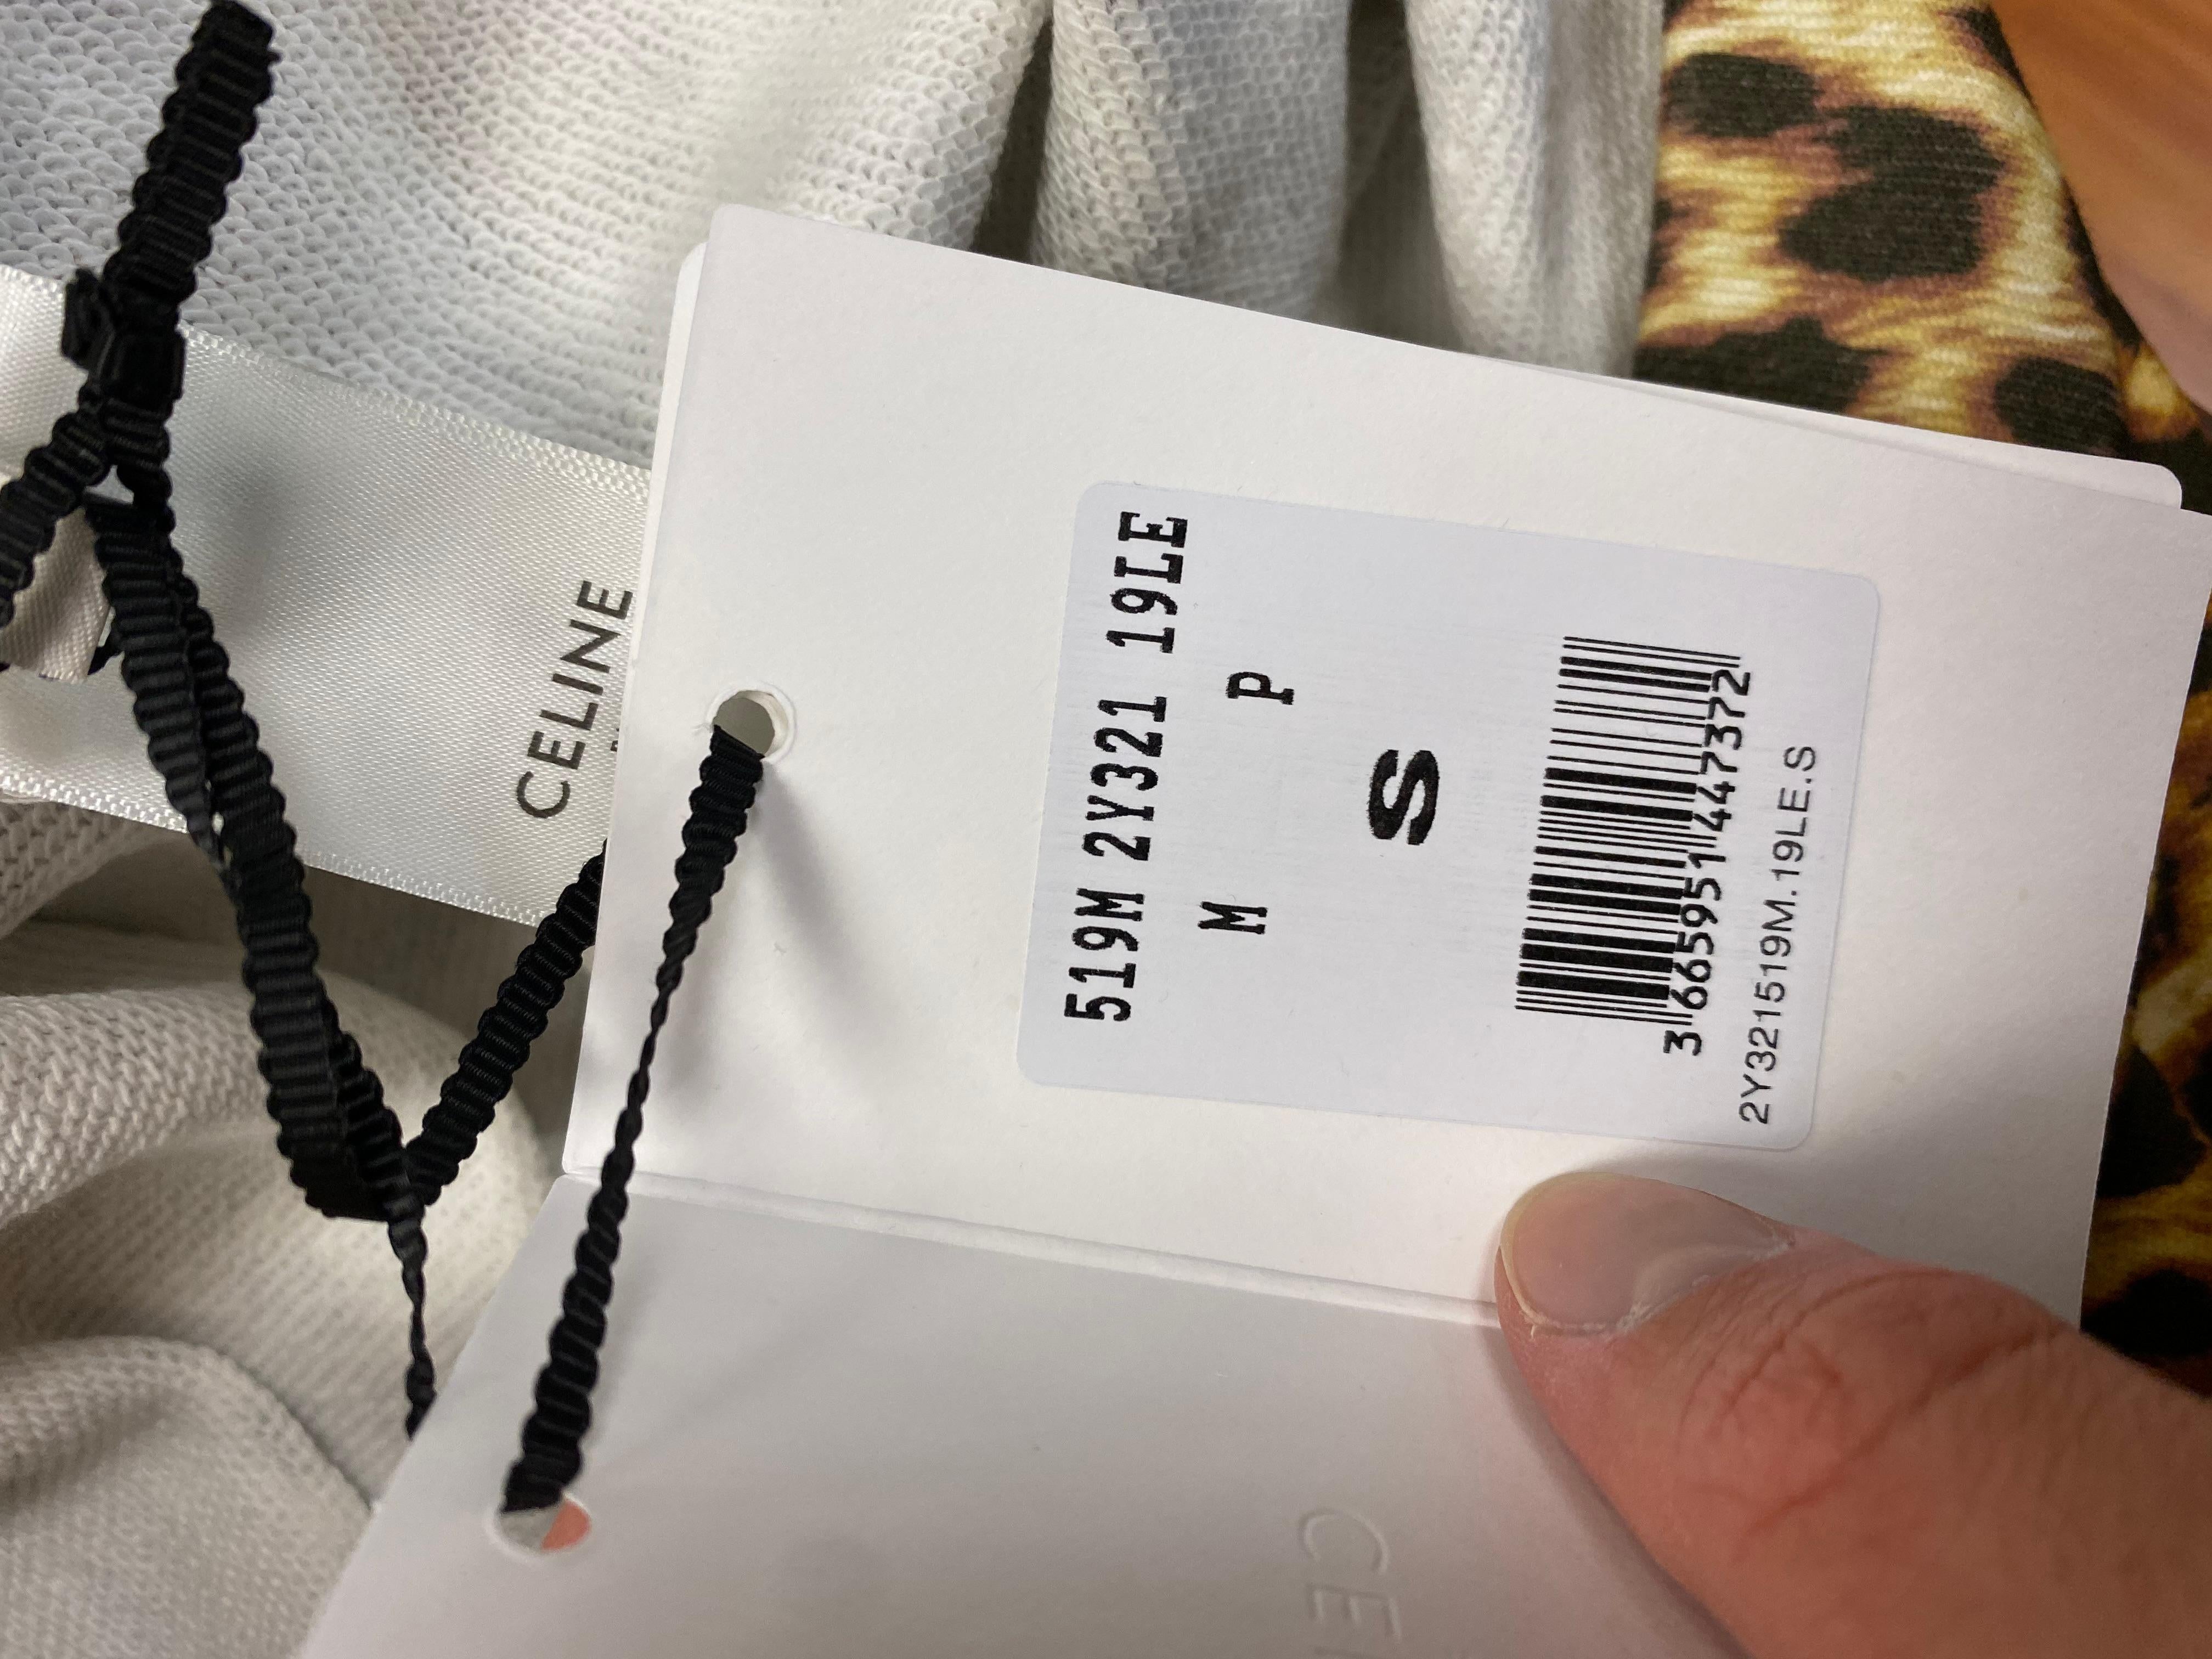 CELINE
519M 2Y321 19LE
M P
S
3 665951 447372
2Y321519M.19LE.S